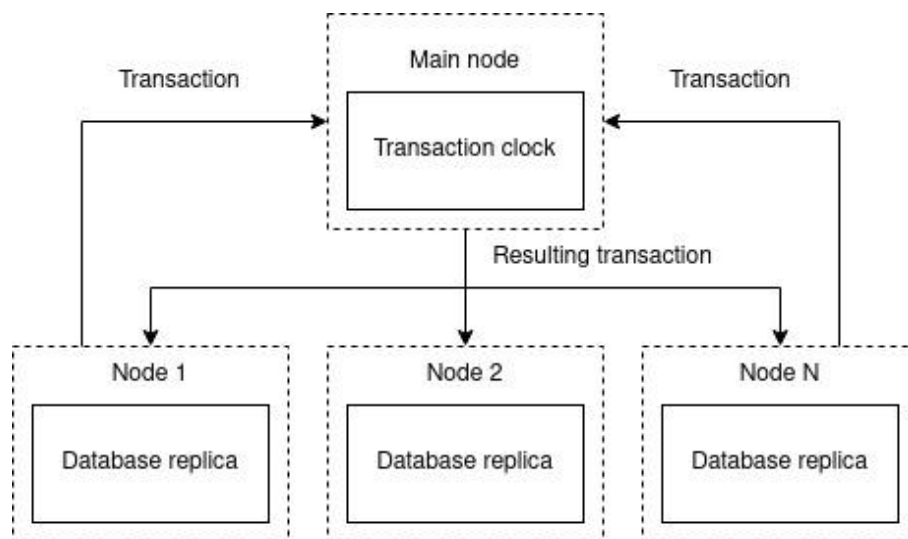 Main node
Transaction
Transaction
Transaction clock
Resulting transaction
Node 1
Node 2
Node N
Database replica
Database replica
Database replica